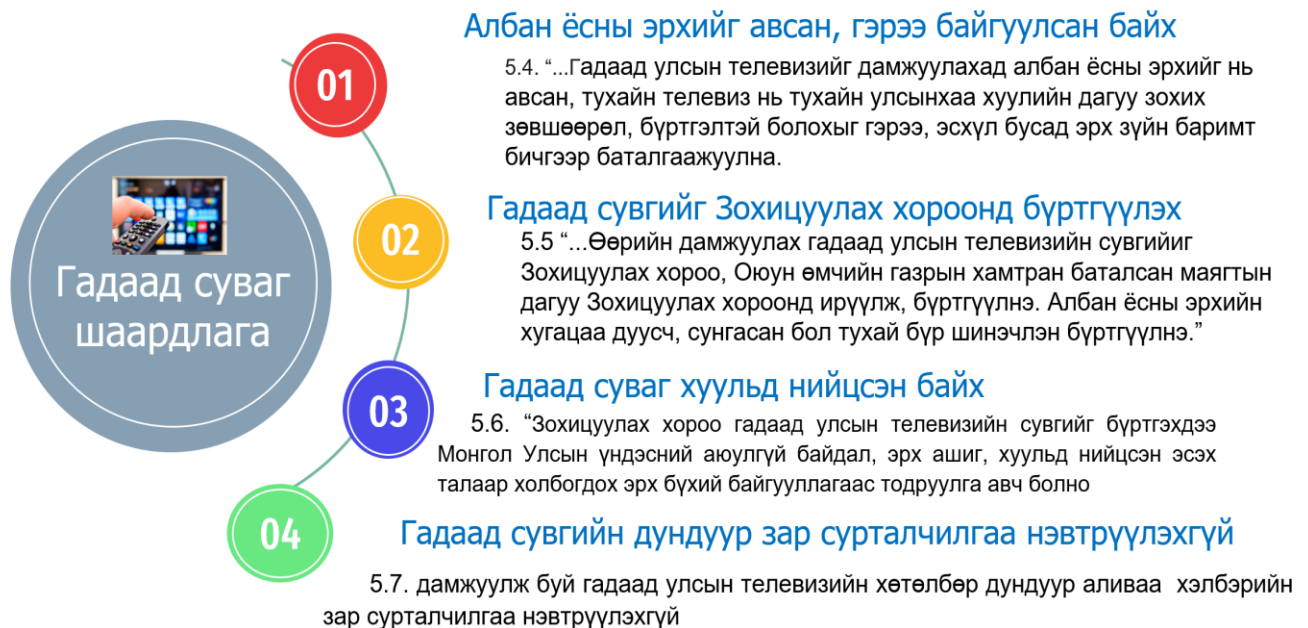 Гадаад суваг
шаардлага
01
Албан ёсны эрхийг авсан, гэрээ байгуулсан байх
5.4. “...Гадаад улсын телевизийг дамжуулахад албан ёсны эрхийг нь
авсан, тухайн телевиз нь тухайн улсынхаа хуулийн дагуу зохих
зөвшөөрөл, бүртгэлтэй болохыг гэрээ, эсхүл бусад эрх зүйн баримт
бичгээр баталгаажуулна.
02
Гадаад сувгийг Зохицуулах хороонд бүртгүүлэх
5.5 “...Өөрийн дамжуулах гадаад улсын телевизийн сувгийиг
Зохицуулах хороо, Оюун өмчийн газрын хамтран баталсан маягтын
дагуу Зохицуулах хороонд ирүүлж, бүртгүүлнэ. Албан ёсны эрхийн
хугацаа дуусч, сунгасан бол тухай бүр шинэчлэн бүртгүүлнэ.”
03
Гадаад суваг хуульд нийцсэн байх
5.6. “Зохицуулах хороо гадаад улсын телевизийн сувгийг бүртгэхдээ
Монгол Улсын үндэсний аюулгүй байдал, эрх ашиг, хуульд нийцсэн эсэх
талаар холбогдох эрх бүхий байгууллагаас тодруулга авч болно
04
Гадаад сувгийн дундуур зар сурталчилгаа нэвтрүүлэхгүй
5.7. дамжуулж буй гадаад улсын телевизийн хөтөлбөр дундуур аливаа хэлбэрийн
зар сурталчилгаа нэвтрүүлэхгүй